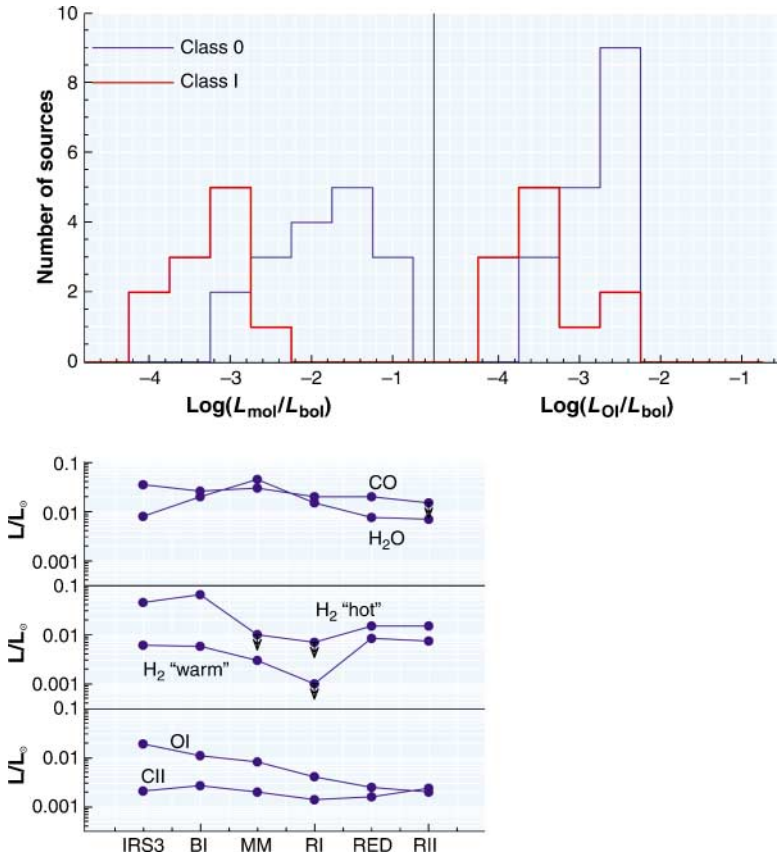 10
8
6
4
2
0
Number of sources
Class 0
Class I
−4 −3 −2 −1 −4 −3 −2 −1
Log(Lmol/Lbol) Log(LOI/Lbol)
0.1
0.01
0.001
L/L⊙
CO
H2O
0.1
0.01
0.001
L/L⊙
H2 “hot”
H2 “warm”
0.1
0.01
0.001
L/L⊙
OI
CII
IRS3 BI MM RI RED RII